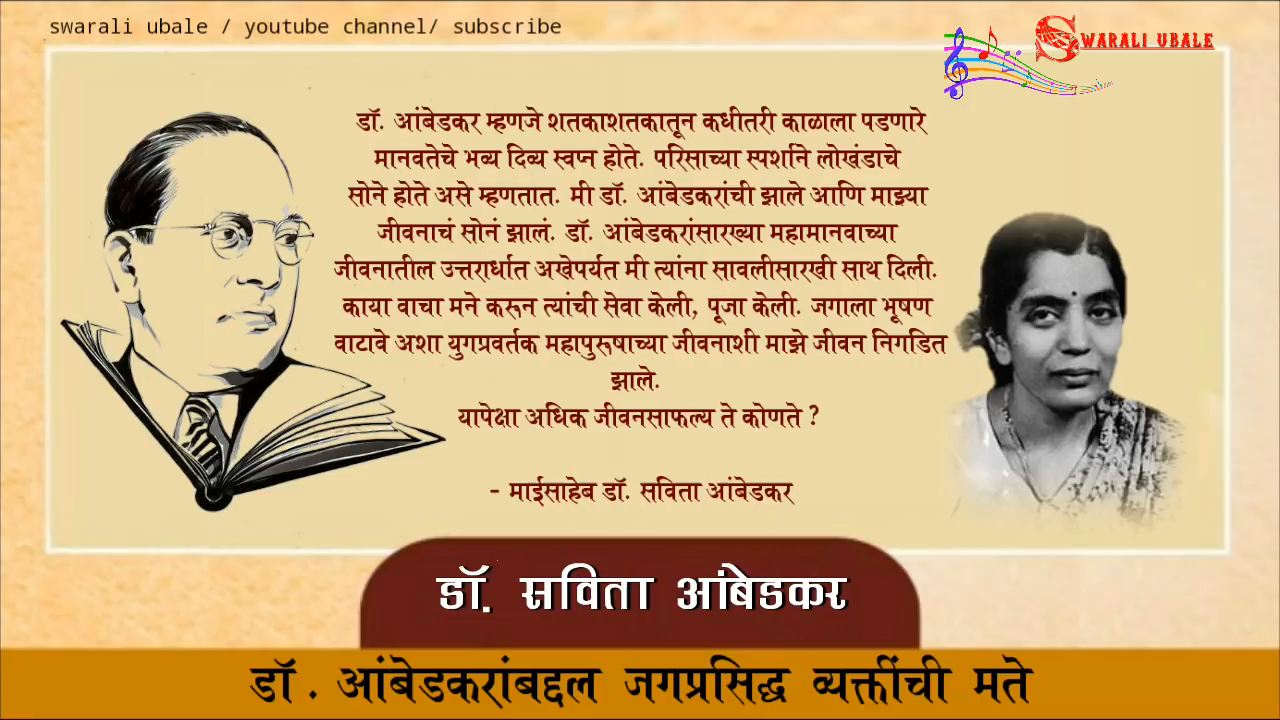 swarali ubale / youtube channel/ subscribe
SWARALI UBALE
डॉ. आंबेडकर म्हणजे शतकाशतकातून कधीतरी काळाला पडणारे
मानवतेचे भव्य दिव्य स्वप्न होते. परिसाच्या स्पर्शाने लोखंडाचे
सोने होते असे म्हणतात. मी डॉ. आंबेडकरांची झाले आणि माझ्या
जीवनाचं सोनं झालं. डॉ. आंबेडकरांसारख्या महामानवाच्या
जीवनातील उत्तरार्धात अखेपर्यत मी त्यांना सावलीसारखी साथ दिली.
काया वाचा मने करून त्यांची सेवा केली, पूजा केली. जगाला भूषण
वाटावे अशा युगप्रवर्तक महापुरूषाच्या जीवनाशी माझे जीवन निगडित
झाले.
यापेक्षा अधिक जीवनसाफल्य ते कोणते ?
- माईसाहेब डॉ. सविता आंबेडकर
डॉ. सविता आंबेडकर
डॉ. आंबेडकरांबद्दल जगप्रसिद्ध व्यक्तींची मते